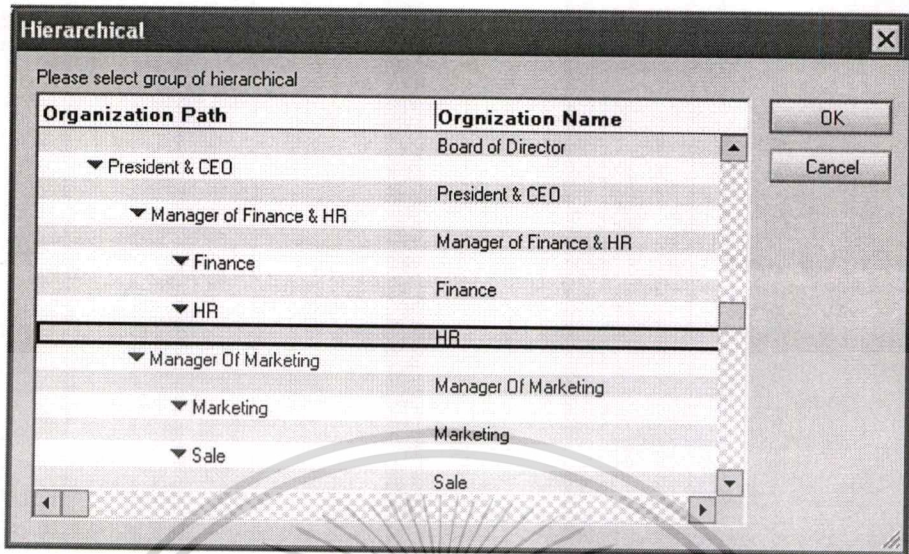 Hierarchical
Please select group of hierarchical
Organization Path Orgnization Name
OK
Board of Director
President & CEO
Cancel
President & CEO
Manager of Finance & HR
Manager of Finance & HR
Finance
Finance
HR
HR
Manager Of Marketing
Manager Of Marketing
Marketing
Marketing
Sale
Sale